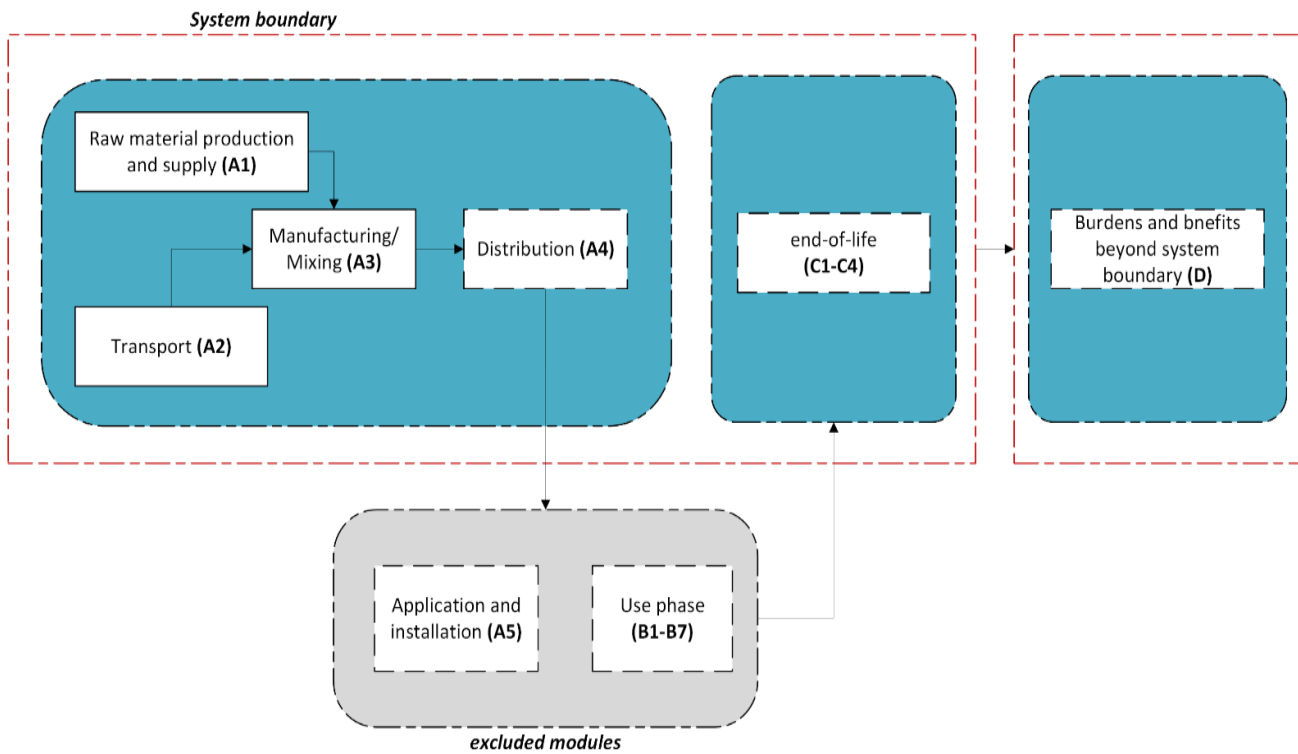 System boundary
Raw material production
and supply (A1)
Manufacturing/
Mixing (A3)
Distribution (A4)
Transport (A2)
end-of-life
(C1-C4)
Burdens and bnefits
beyond system
boundary (D)
Application and
installation (A5)
Use phase
(B1-B7)
excluded modules